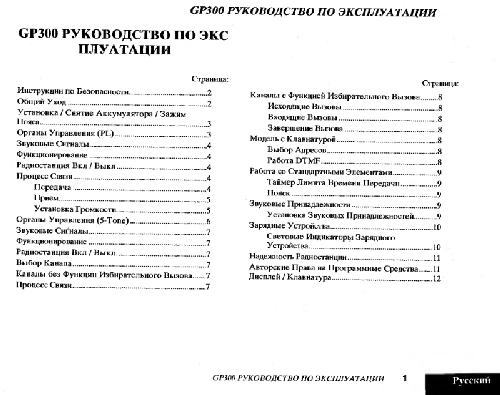 GP300 РУКОВОДСТВО ПО ЭКСПЛУАТАЦИИ
GP300 РУКОВОДСТВО ПО ЭКС
ПЛУАТАЦИИ
Страница:
Инструкции по Безопасности..........2
Общий Уход..........2
Установка / Снятие Аккумулятора / Зажим
Пояса..........3
Органы Управления (PL)..........3
Звуковые Сигналы..........4
Функционирование..........4
Радиостанция Вкл / Выкл..........4
Процесс Связи..........4
Передача..........4
Прием..........5
Установка Громкости..........5
Органы Управления (5-Tone)..........6
Звуковые Сигналы..........7
Функционирование..........7
Радиостанция Вкл / Выкл..........7
Выбор Канала..........7
Каналы без Функции Избирательного Вызова.......7
Процесс Связи..........7
Страница:
Каналы с Функцией Избирательного Вызова.......8
Исходящие Вызовы..........8
Входящие Вызовы..........8
Завершение Вызова..........8
Модель с Клавиатурой..........8
Выбор Адресов..........8
Работа DTMF..........8
Работа со Стандартными Элементами..........9
Таймер Лимита Времени Передачи..........9
Поиск..........9
Звуковые Принадлежности..........9
Установка Звуковых Принадлежностей.......9
Зарядные Устройства..........10
Световые Индикаторы Зарядного
Устройства..........10
Надежность Радиостанции..........11
Авторские Права на Программные Средства.......11
Дисплей / Клавиатура..........12
GP300 РУКОВОДСТВО ПО ЭКСПЛУАТАЦИИ 1
Русский